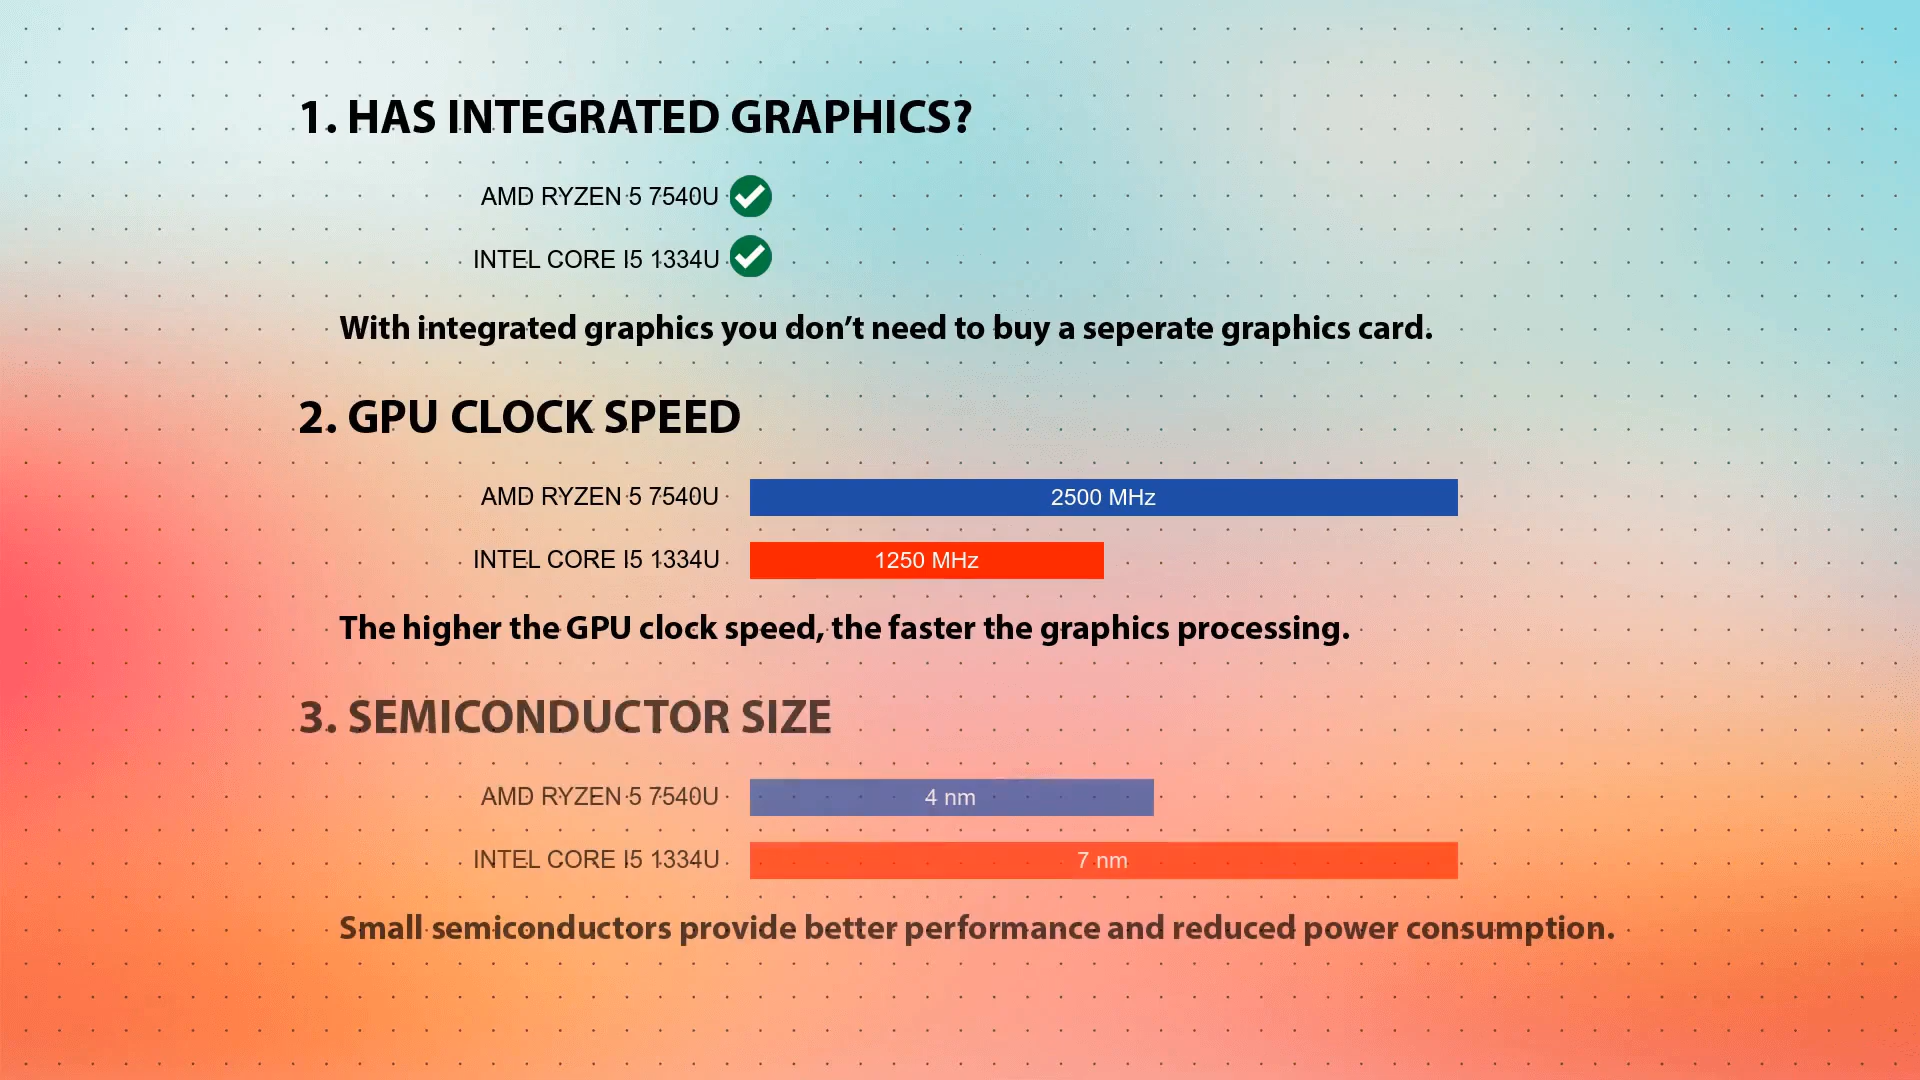 1. HAS INTEGRATED GRAPHICS?
AMD RYZEN 5 7540U
INTEL CORE I5 1334U
With integrated graphics you don’t need to buy a seperate graphics card.
2. GPU CLOCK SPEED
AMD RYZEN 5 7540U 2500 MHz
INTEL CORE I5 1334U 1250 MHz
The higher the GPU clock speed, the faster the graphics processing.
3. SEMICONDUCTOR SIZE
AMD RYZEN 5 7540U 4 nm
INTEL CORE I5 1334U 7 nm
Small semiconductors provide better performance and reduced power consumption.